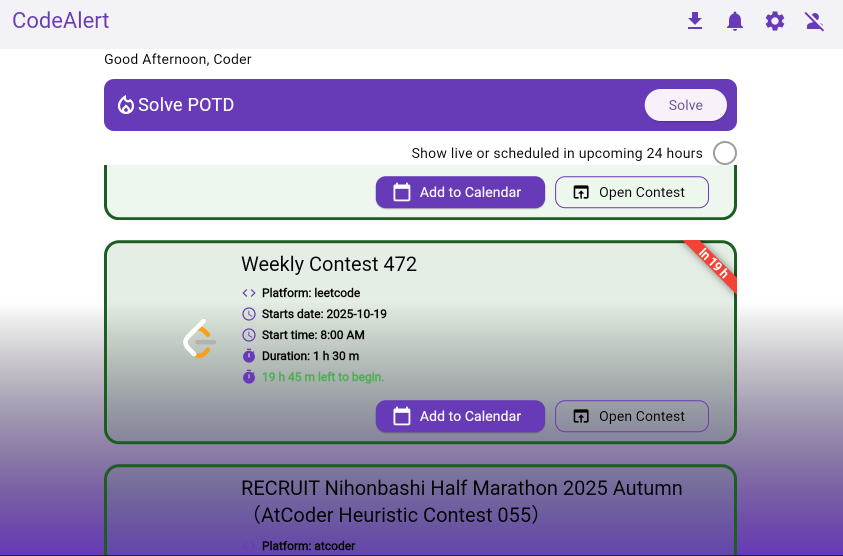 CodeAlert
Good Afternoon, Coder
Solve POTD
Solve
Show live or scheduled in upcoming 24 hours
Add to Calendar
Open Contest
In 19 h
Weekly Contest 472
Platform: leetcode
Starts date: 2025-10-19
Start time: 8:00 AM
Duration: 1 h 30 m
19 h 45 m left to begin.
Add to Calendar
Open Contest
RECRUIT Nihonbashi Half Marathon 2025 Autumn
（AtCoder Heuristic Contest 055）
Platform: atcoder